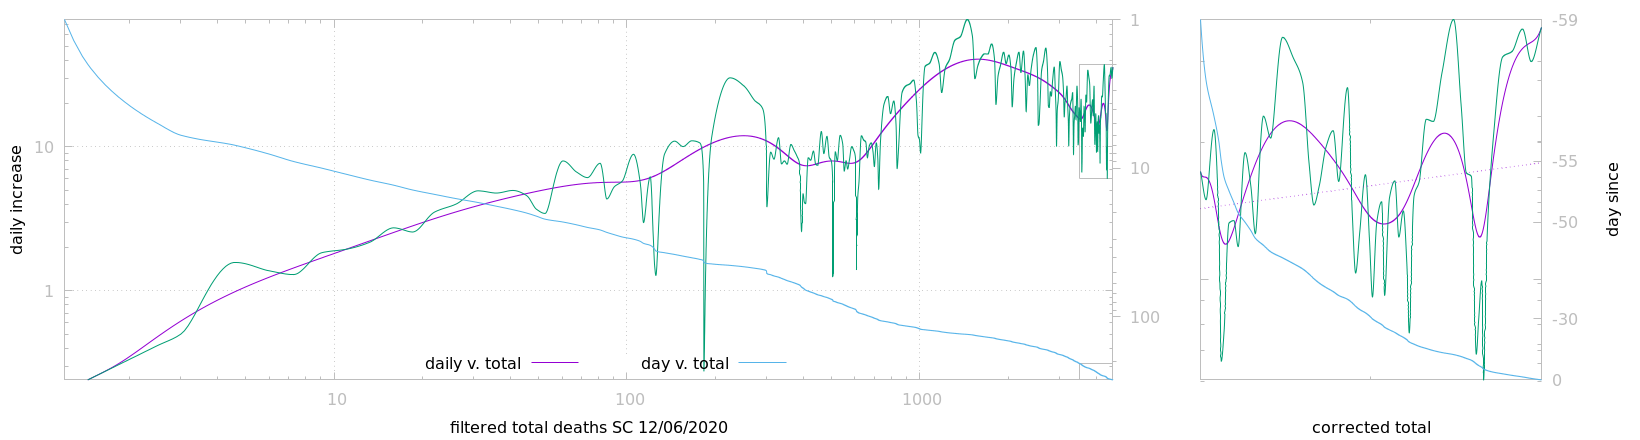 daily increase
10
1
10
100
1000
1
10
100
daily v. total
day v. total
filtered total deaths SC 12/06/2020
-59
-55
-50
-30
0
day since
corrected total